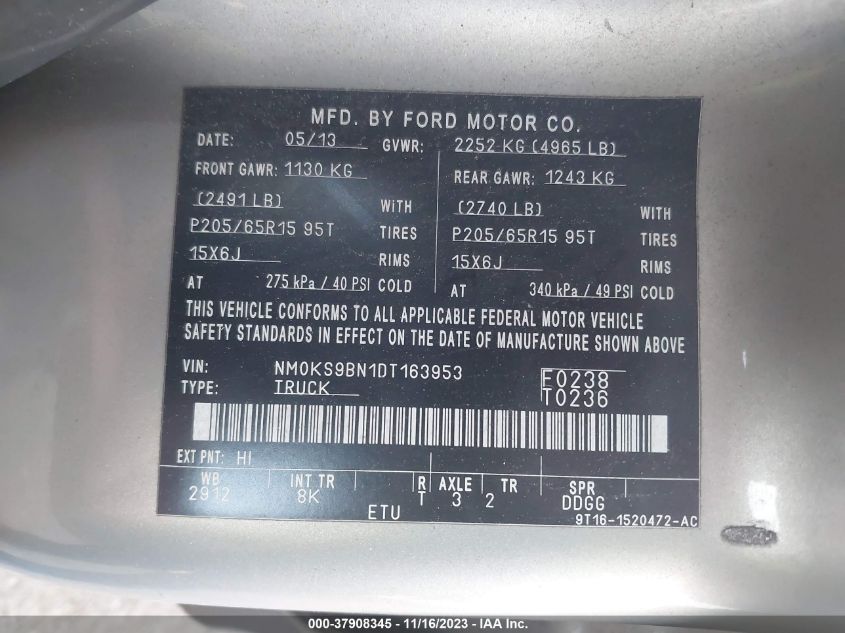 MFD. BY FORD MOTOR CO.
DATE: 05/13 GVWR: 2252 KG (4965 LB)
FRONT GAWR: 1130 KG REAR GAWR: 1243 KG
(2491 LB) WiTH (2740 LB) WITH
P205/65R15 95T TIRES P205/65R15 95T TIRES
15X6J RIMS 15X6J RIMS
AT 275 kPa / 40 PSI COLD AT 340 kPa / 49 PSI COLD
THIS VEHICLE CONFORMS TO ALL APPLICABLE FEDERAL MOTOR VEHICLE
SAFETY STANDARDS IN EFFECT ON THE DATE OF MANUFACTURE SHOWN ABOVE
VIN: NM0KS9BN1DT163953 F0238
TYPE: TRUCK T0236
EXT PNT: HI
WB INT TR R AXLE TR SPR
2912 8K T 3 2 DDGG
ETU 9T16-1520472-AC
000-37908345 - 11/16/2023 - IAA Inc.